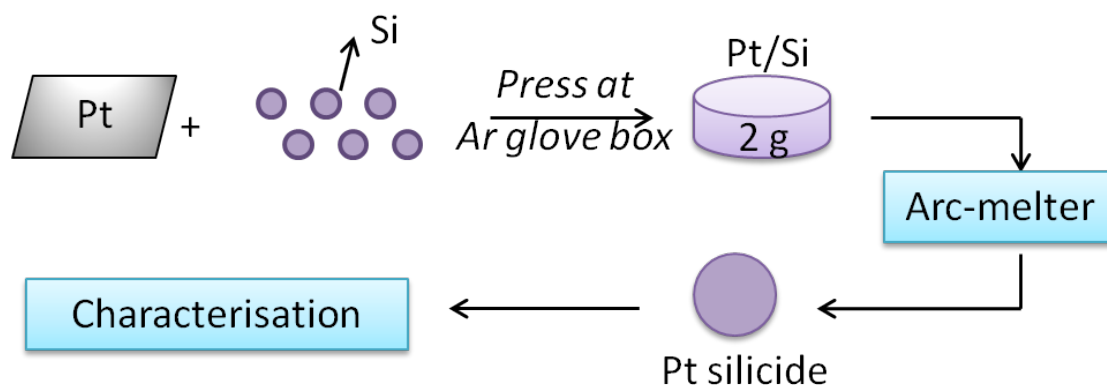 Si
Pt
+
Press at
Ar glove box
Pt/Si
2 g
Arc-melter
Pt silicide
Characterisation